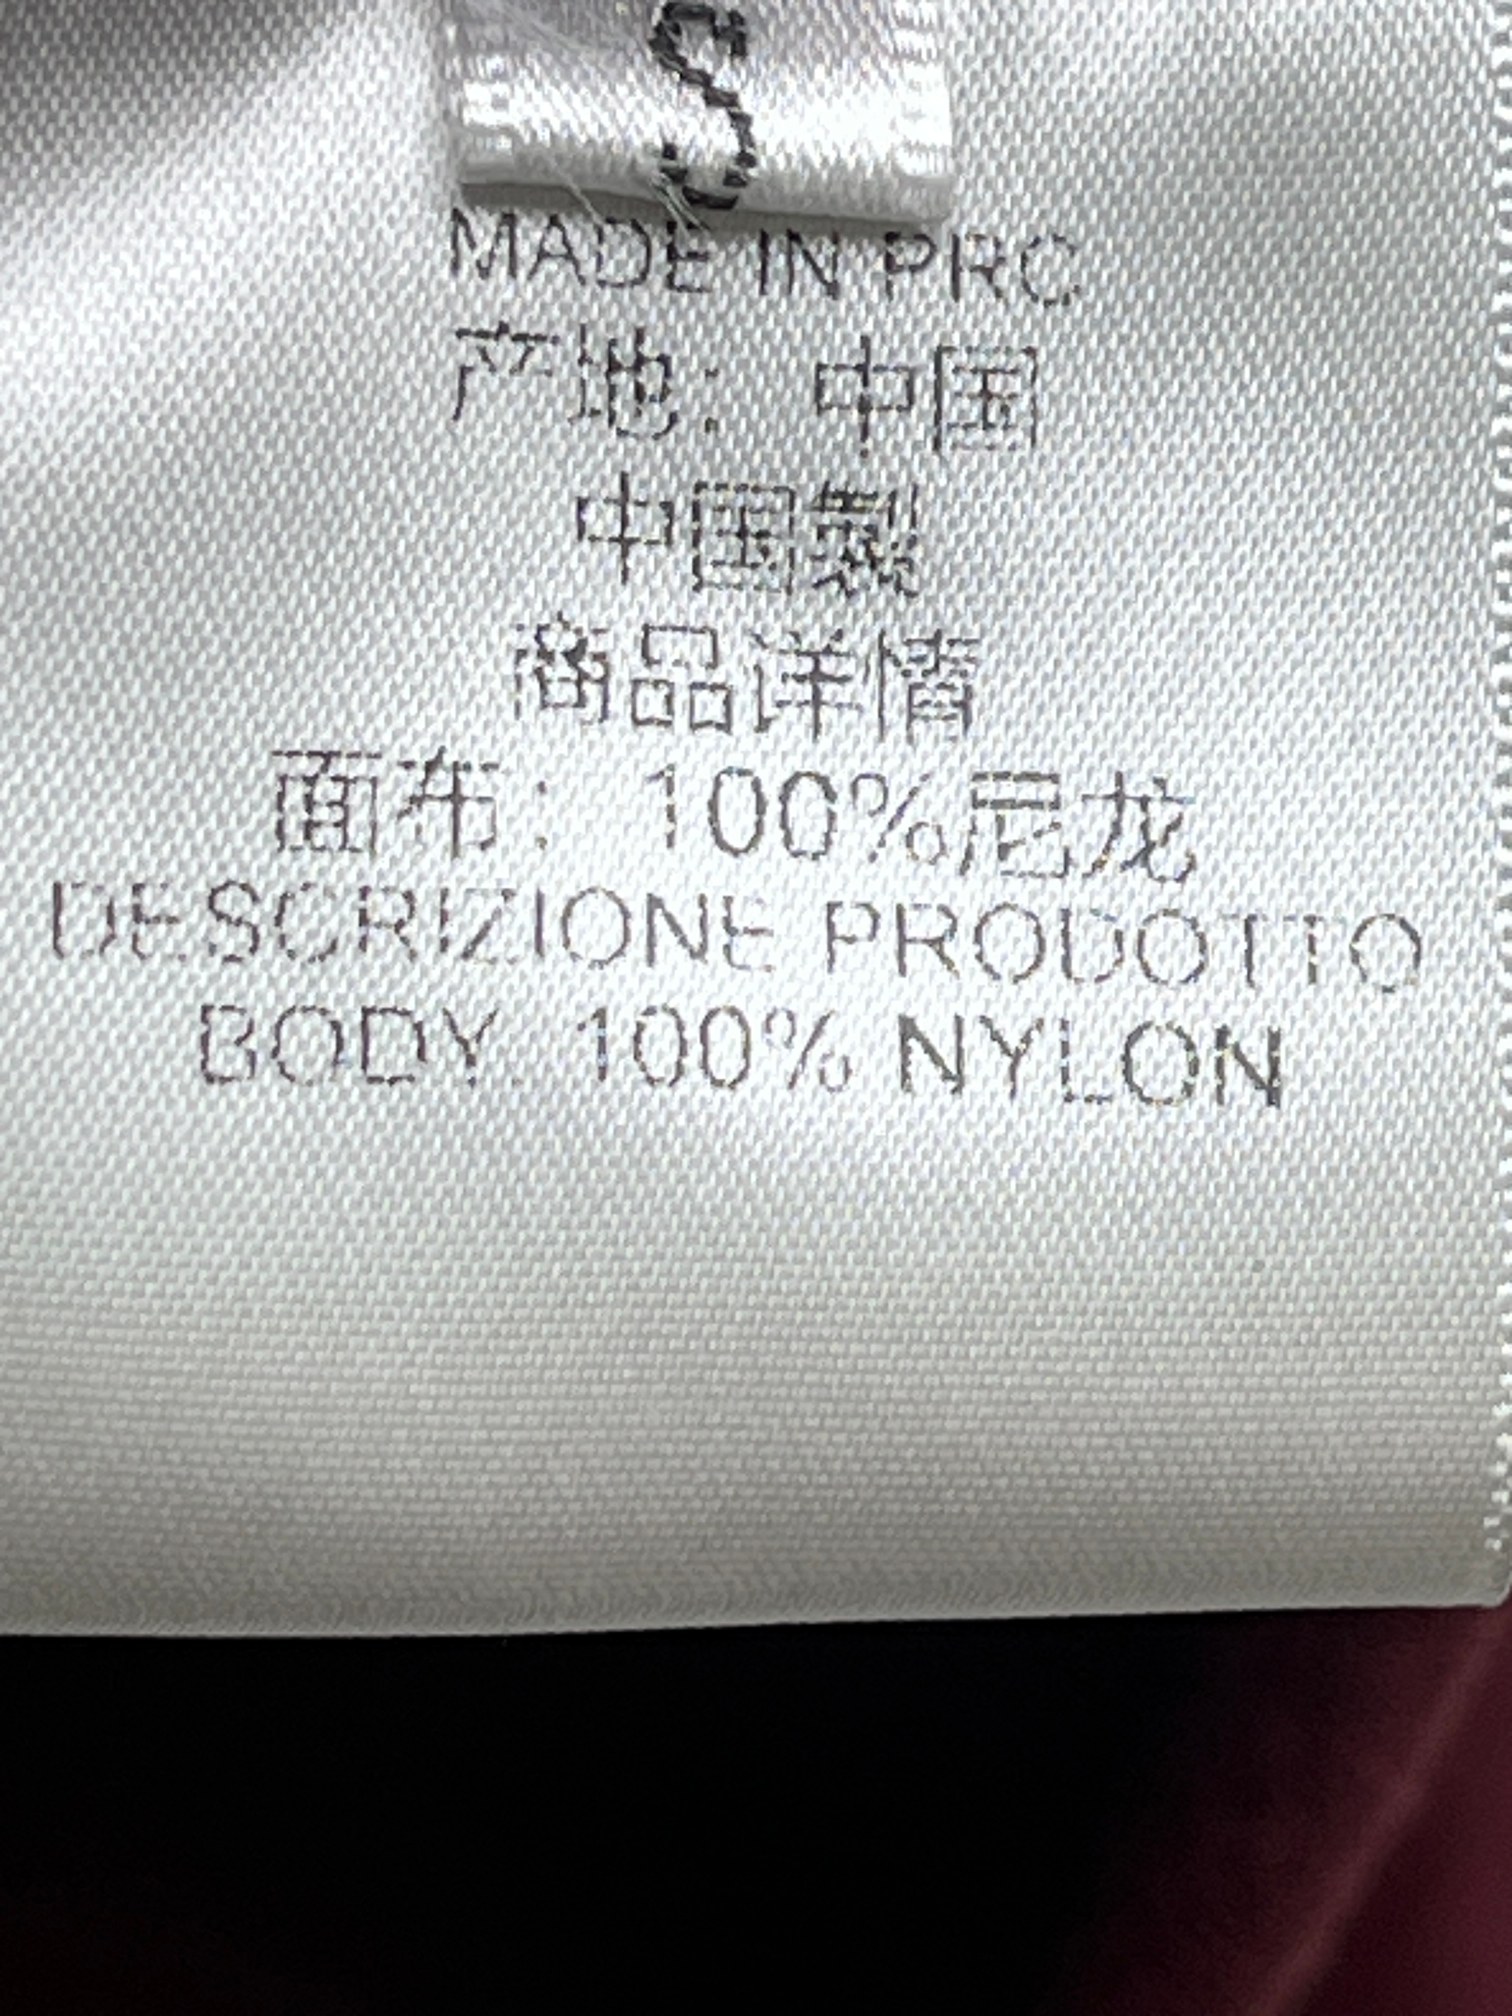 S
MADE IN PRC
产地： 中国
中国製
商品详情
面布： 100%尼龙
DESCRIZIONE PRODOTTO
BODY: 100% NYLON